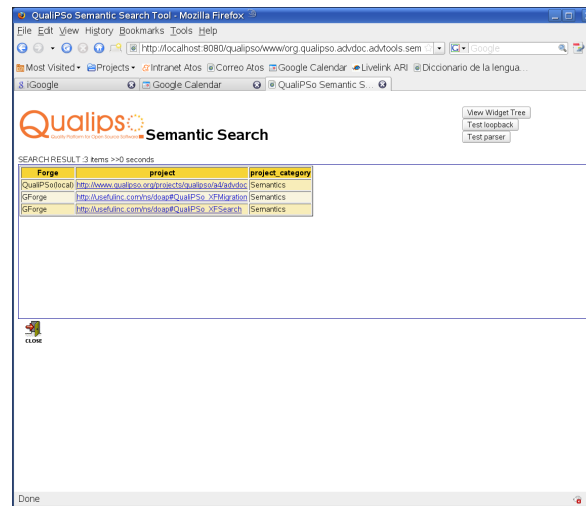 QualiPSo Semantic Search Tool - Mozilla Firefox
File Edit View History Bookmarks Tools Help
http://localhost:8080/qualipso/www/org.qualipso.advdoc.advtools.sem Google
Most Visited Projects Intranet Atos Correo Atos Google Calendar Livelink ARI Diccionario de la lengua...
iGoogle Google Calendar QualiPSo Semantic S...
View Widget Tree
Test loopback
Test parser
Qualipso Semantic Search
Quality Platform for Open Source Software
SEARCH RESULT :3 items >>0 seconds
Forge project project_category
QualiPSo(local) http://www.qualipso.org/projects/qualipso/a4/advdoc Semantics
GForge http://usefulinc.com/ns/doap#QualiPSo_XFMigration Semantics
GForge http://usefulinc.com/ns/doap#QualiPSo_XFSearch Semantics
CLOSE
Done